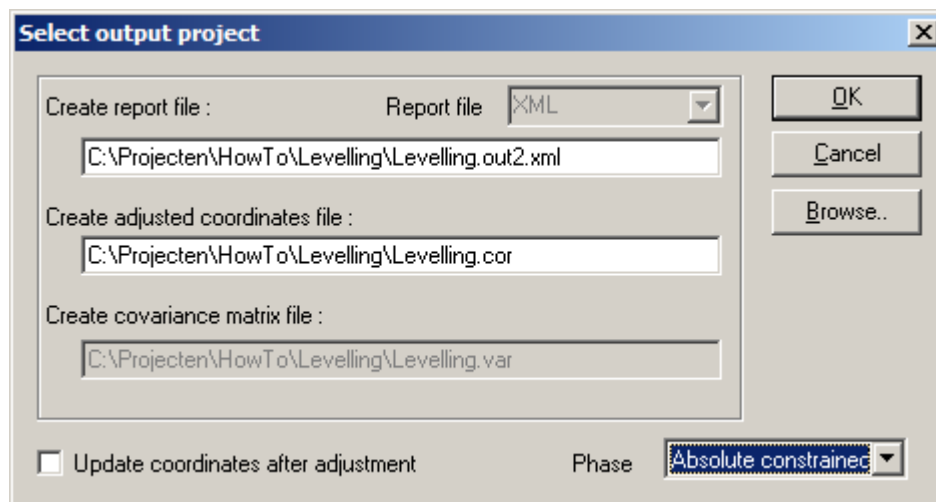 Select output project
Create report file : Report file XML OK
C:\Projecten\HowTo\Levelling\Levelling.out2.xml
Cancel
Create adjusted coordinates file : Browse..
C:\Projecten\HowTo\Levelling\Levelling.cor
Create covariance matrix file :
C:\Projecten\HowTo\Levelling\Levelling.var
Update coordinates after adjustment Phase Absolute constrained